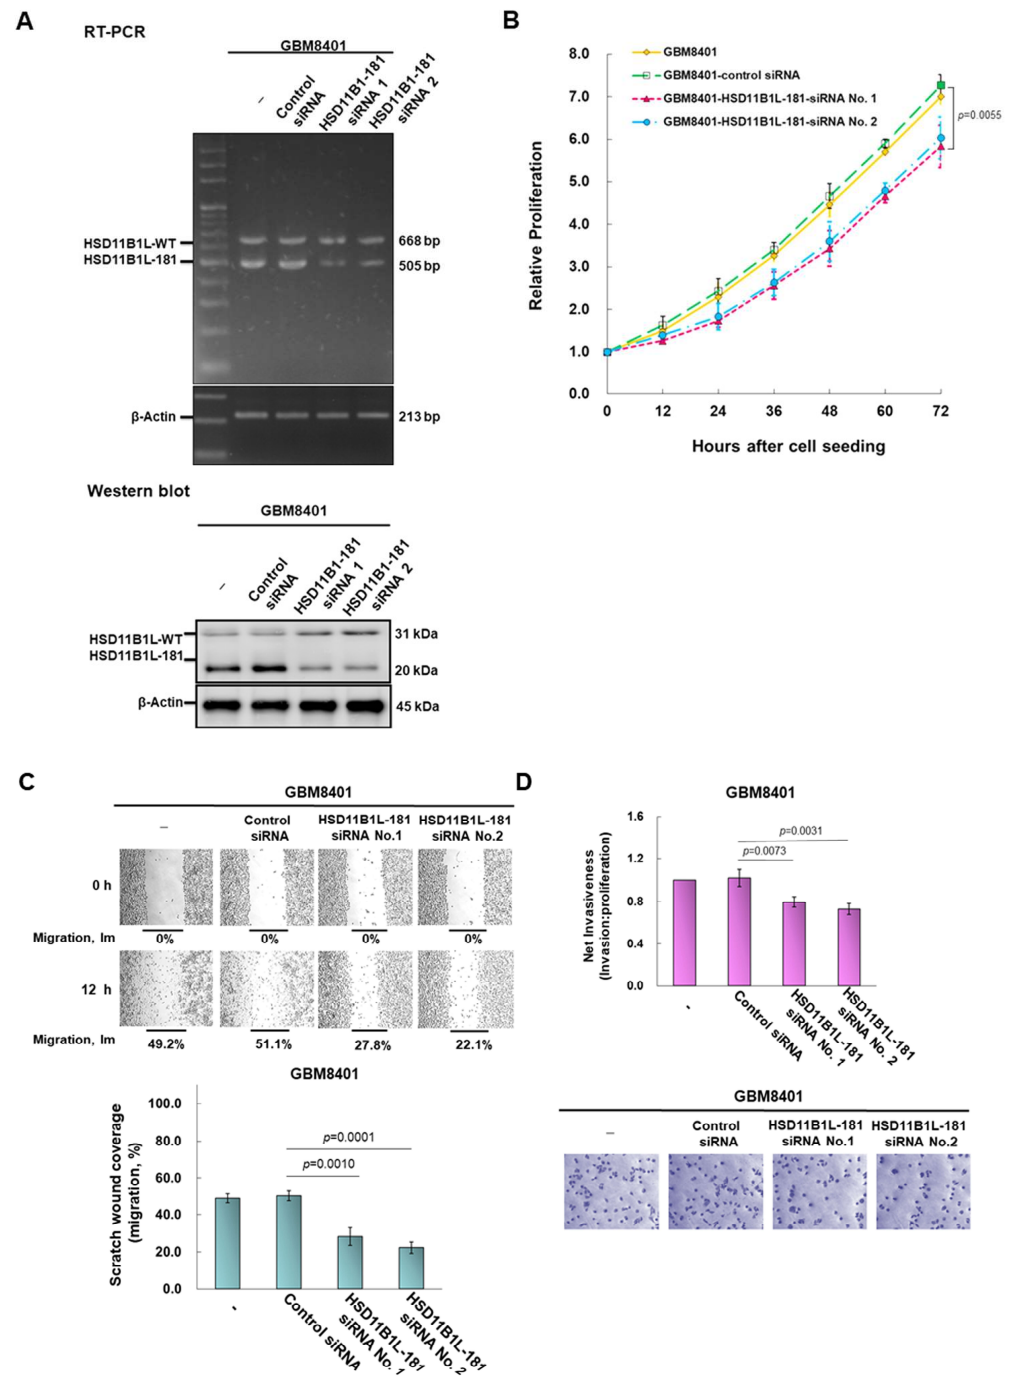 A
RT-PCR
GBM8401
–
Control
siRNA
HSD11B1-181
siRNA 1
HSD11B1-181
siRNA 2
HSD11B1L-WT
668 bp
HSD11B1L-181
505 bp
β-Actin
213 bp
Western blot
GBM8401
–
Control
siRNA
HSD11B1-181
siRNA 1
HSD11B1-181
siRNA 2
HSD11B1L-WT
31 kDa
HSD11B1L-181
20 kDa
β-Actin
45 kDa
B
8.0
7.0
6.0
5.0
4.0
3.0
2.0
1.0
0.0
Relative Proliferation
GBM8401
GBM8401-control siRNA
GBM8401-HSD11B1L-181-siRNA No. 1
GBM8401-HSD11B1L-181-siRNA No. 2
p=0.0055
0 12 24 36 48 60 72
Hours after cell seeding
C
GBM8401
–
Control
siRNA
HSD11B1L-181
siRNA No.1
HSD11B1L-181
siRNA No.2
0 h
Migration, Im 0% 0% 0% 0%
12 h
Migration, Im 49.2% 51.1% 27.8% 22.1%
GBM8401
Scratch wound coverage
(migration, %)
100.0
80.0
60.0
40.0
20.0
0.0
p=0.0001
p=0.0010
-
Control siRNA
HSD11B1L-181
siRNA No. 1
HSD11B1L-181
siRNA No. 2
D
GBM8401
Net Invasiveness
(Invasion:proliferation)
1.6
1.2
0.8
0.4
0.0
p=0.0031
p=0.0073
-
Control siRNA
HSD11B1L-181
siRNA No. 1
HSD11B1L-181
siRNA No. 2
GBM8401
–
Control
siRNA
HSD11B1L-181
siRNA No.1
HSD11B1L-181
siRNA No.2